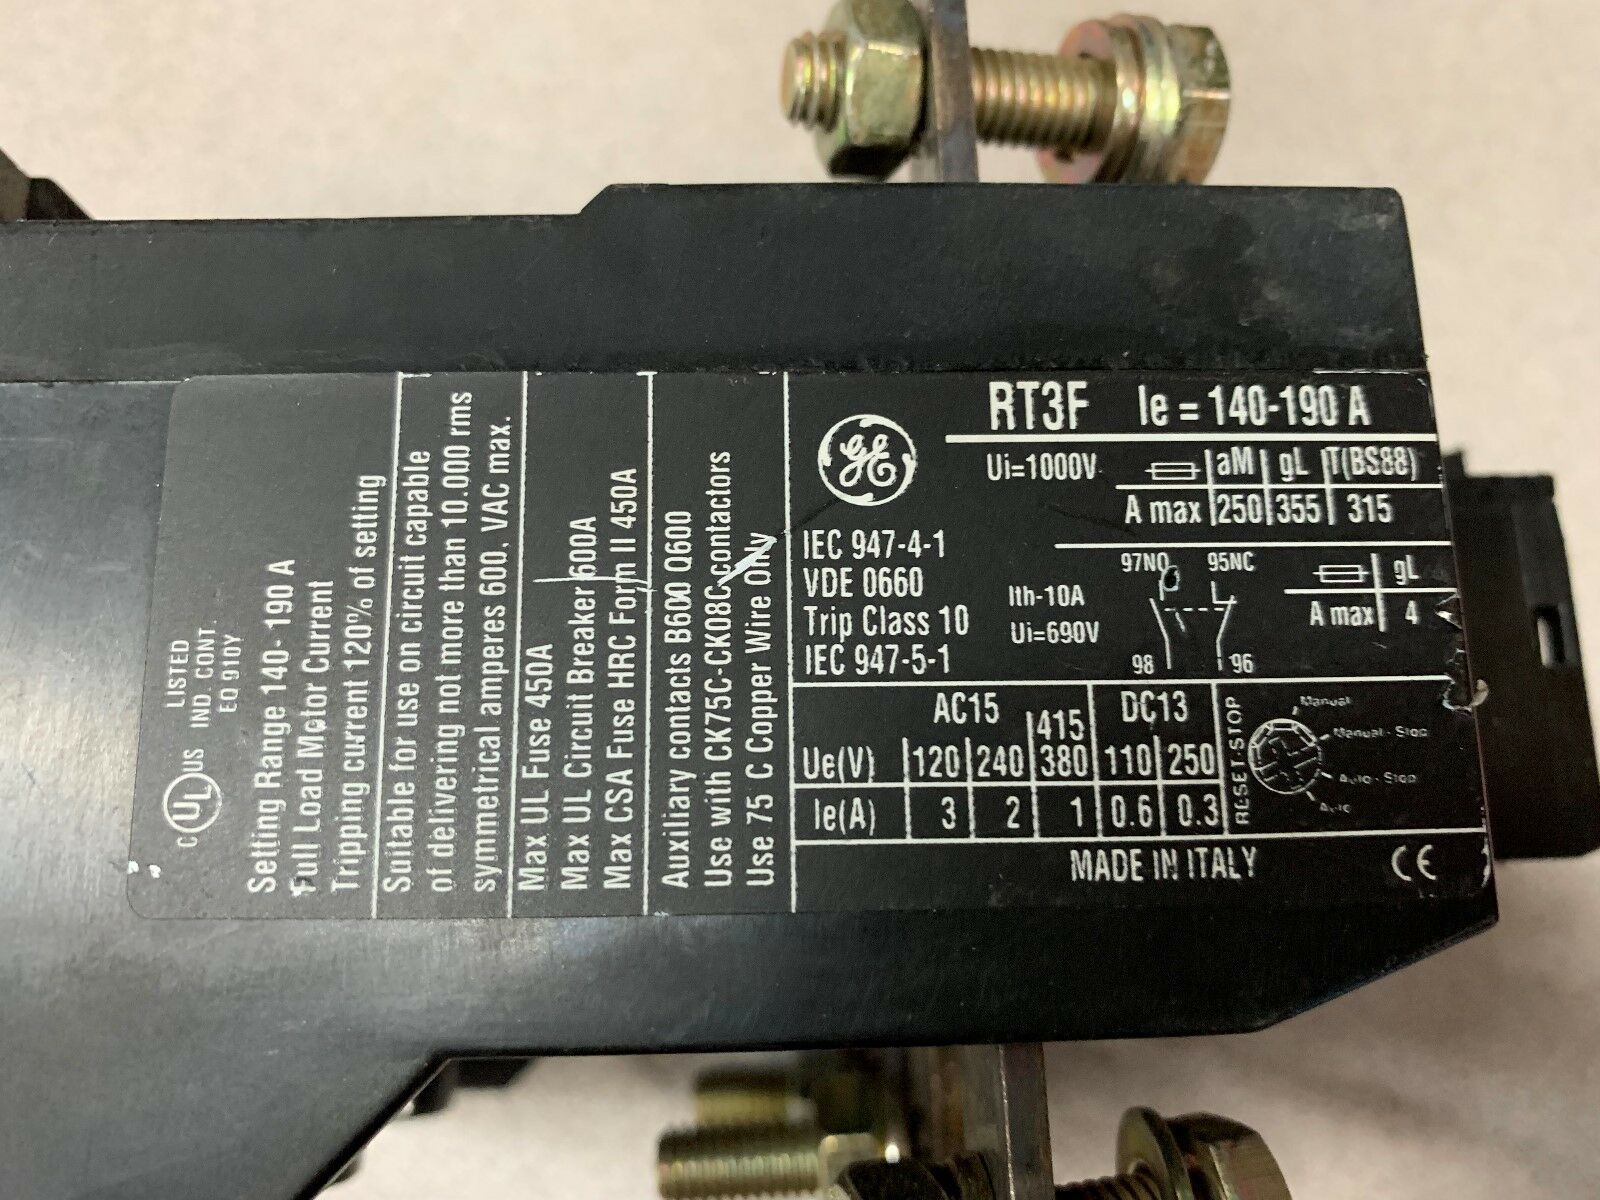 C UL US LISTED
IND. CONT.
EQ 910Y
Setting Range 140-190 A
Full Load Motor Current
Tripping current 120% of setting
Suitable for use on circuit capable
of delivering not more than 10.000 rms
symmetrical amperes 600, VAC max.
Max UL Fuse 450A
Max UL Circuit Breaker 600A
Max CSA Fuse HRC Form II 450A
Auxiliary contacts B600 Q600
Use with CK75C-CK08C contactors
Use 75 C Copper Wire Only
GE
RT3F Ie = 140-190 A
Ui=1000V aM gL T(BS88)
A max 250 355 315
IEC 947-4-1
VDE 0660
Trip Class 10
IEC 947-5-1
Ith-10A
Ui=690V
97NO 95NC
98 96
gL
A max 4
AC15 DC13
Ue(V) 120 240 415 380 110 250
Ie(A) 3 2 1 0.6 0.3
RESET-STOP
Manual
Manual - Stop
Auto - Stop
Auto
MADE IN ITALY CE